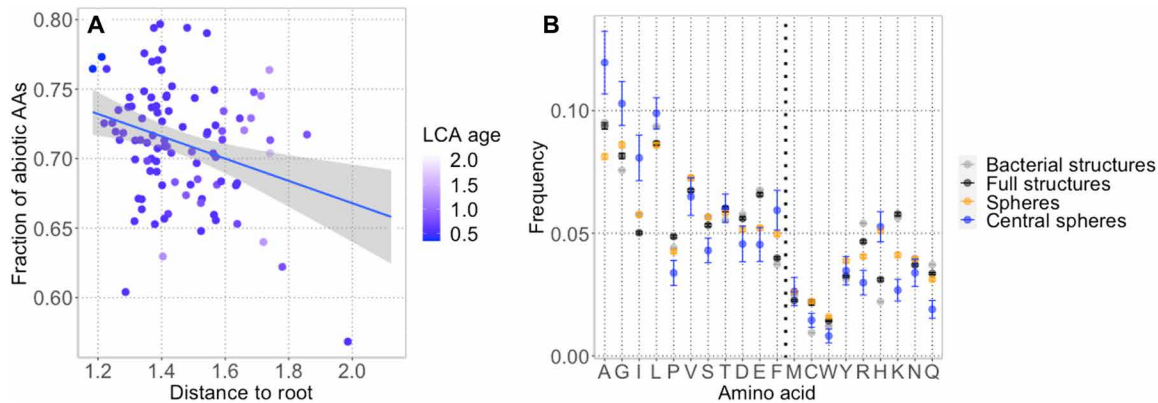 A
0.80
0.75
0.70
0.65
0.60
Fraction of abiotic AAs
1.2 1.4 1.6 1.8 2.0
Distance to root
LCA age
2.0
1.5
1.0
0.5
B
0.10
0.05
0.00
Frequency
A G I L P V S T D E F M C W Y R H K N Q
Amino acid
Bacterial structures
Full structures
Spheres
Central spheres